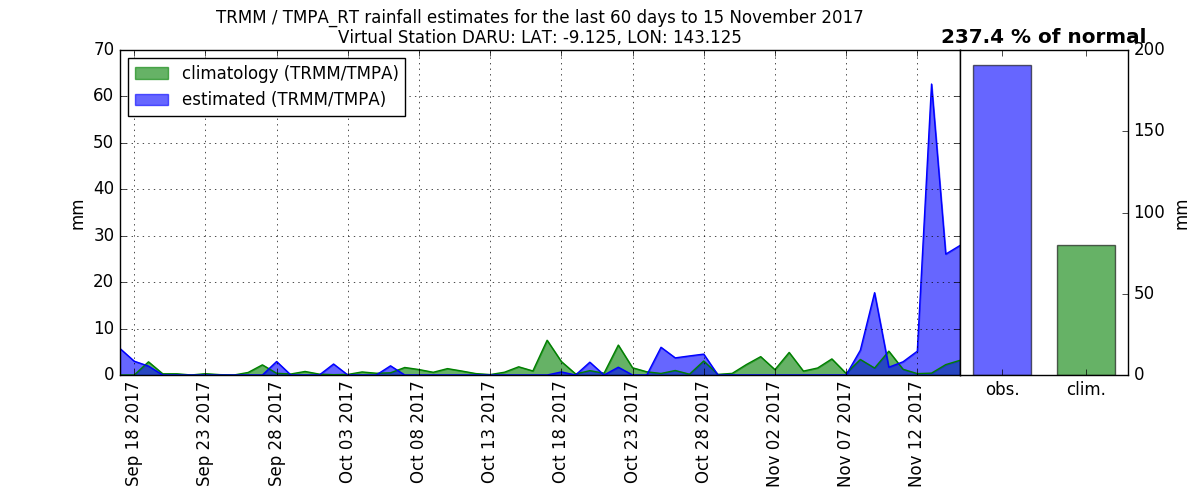 TRMM / TMPA_RT rainfall estimates for the last 60 days to 15 November 2017
Virtual Station DARU: LAT: -9.125, LON: 143.125
237.4 % of normal
climatology (TRMM/TMPA)
estimated (TRMM/TMPA)
70
60
50
40
30
20
10
0
mm
200
150
100
50
0
mm
Sep 18 2017
Sep 23 2017
Sep 28 2017
Oct 03 2017
Oct 08 2017
Oct 13 2017
Oct 18 2017
Oct 23 2017
Oct 28 2017
Nov 02 2017
Nov 07 2017
Nov 12 2017
obs.
clim.